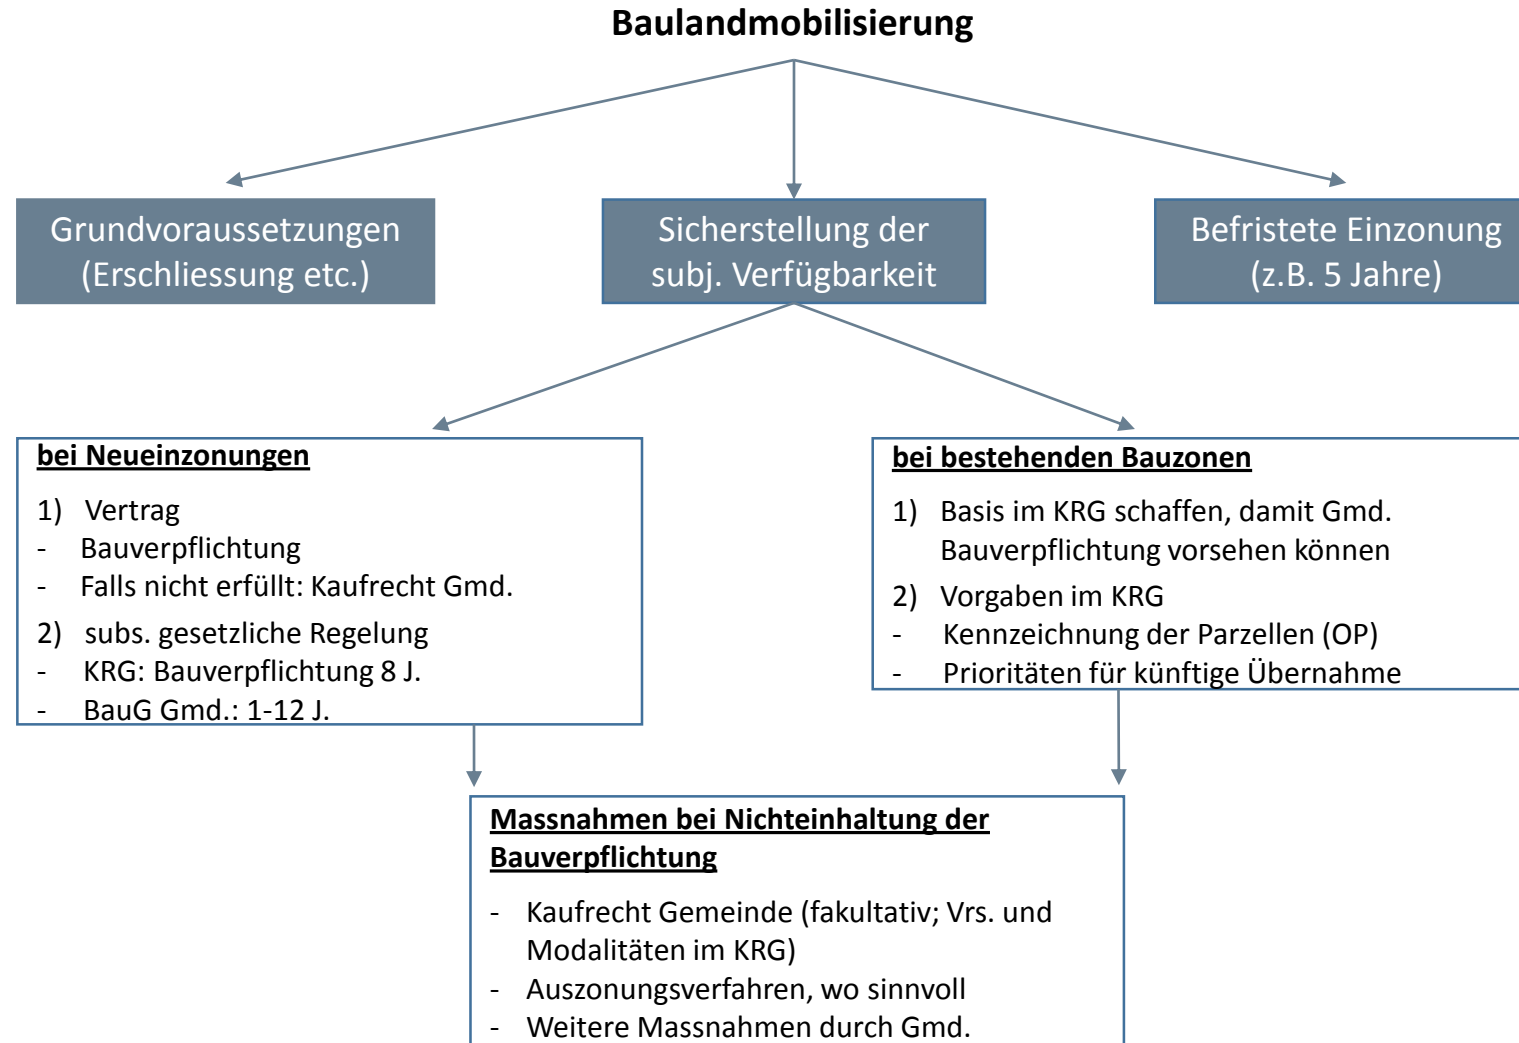 Baulandmobilisierung
Grundvoraussetzungen
(Erschliessung etc.)
Sicherstellung der
subj. Verfügbarkeit
Befristete Einzonung
(z.B. 5 Jahre)
bei Neueinzonungen
1) Vertrag
- Bauverpflichtung
- Falls nicht erfüllt: Kaufrecht Gmd.
2) subs. gesetzliche Regelung
- KRG: Bauverpflichtung 8 J.
- BauG Gmd.: 1-12 J.
bei bestehenden Bauzonen
1) Basis im KRG schaffen, damit Gmd.
Bauverpflichtung vorsehen können
2) Vorgaben im KRG
- Kennzeichnung der Parzellen (OP)
- Prioritäten für künftige Übernahme
Massnahmen bei Nichteinhaltung der
Bauverpflichtung
- Kaufrecht Gemeinde (fakultativ; Vrs. und
Modalitäten im KRG)
- Auszonungsverfahren, wo sinnvoll
- Weitere Massnahmen durch Gmd.